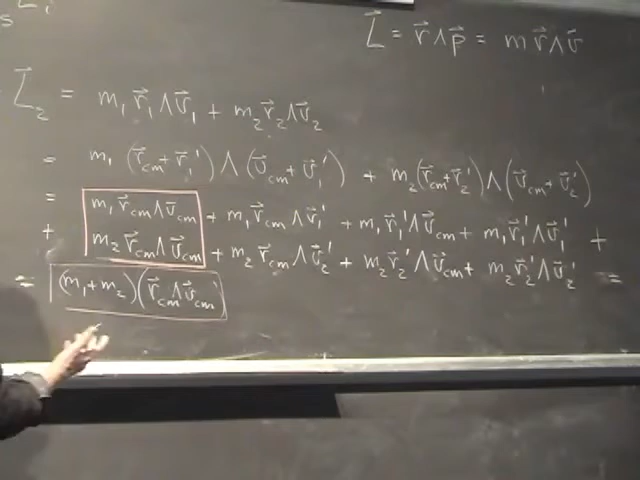 L⃗ = r⃗ ∧ p⃗ = m r⃗ ∧ v⃗
L⃗₂ = m₁ r⃗₁ ∧ v⃗₁ + m₂ r⃗₂ ∧ v⃗₂
= m₁ (r⃗cm + r⃗₁') ∧ (v⃗cm + v⃗₁') + m₂ (r⃗cm + r⃗₂') ∧ (v⃗cm + v⃗₂')
= m₁ r⃗cm ∧ v⃗cm + m₁ r⃗cm ∧ v⃗₁' + m₁ r⃗₁' ∧ v⃗cm + m₁ r⃗₁' ∧ v⃗₁' +
+ m₂ r⃗cm ∧ v⃗cm + m₂ r⃗cm ∧ v⃗₂' + m₂ r⃗₂' ∧ v⃗cm + m₂ r⃗₂' ∧ v⃗₂' =
= (m₁ + m₂) (r⃗cm ∧ v⃗cm)